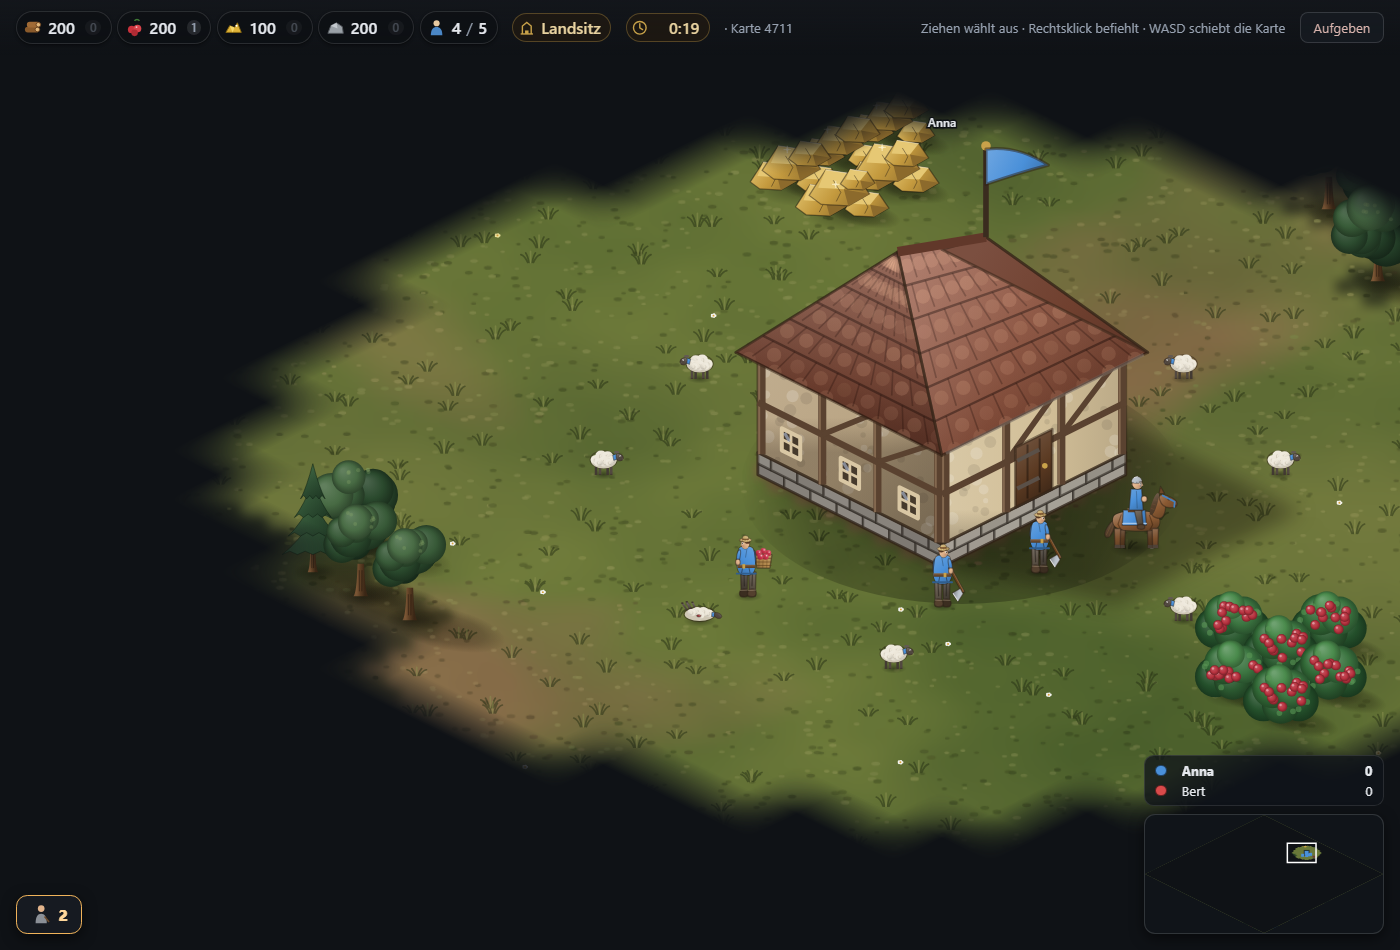 200 0 200 1 100 0 200 0 4 / 5 Landsitz 0:19 · Karte 4711 Ziehen wählt aus · Rechtsklick befiehlt · WASD schiebt die Karte Aufgeben
Anna
Anna 0
Bert 0
2